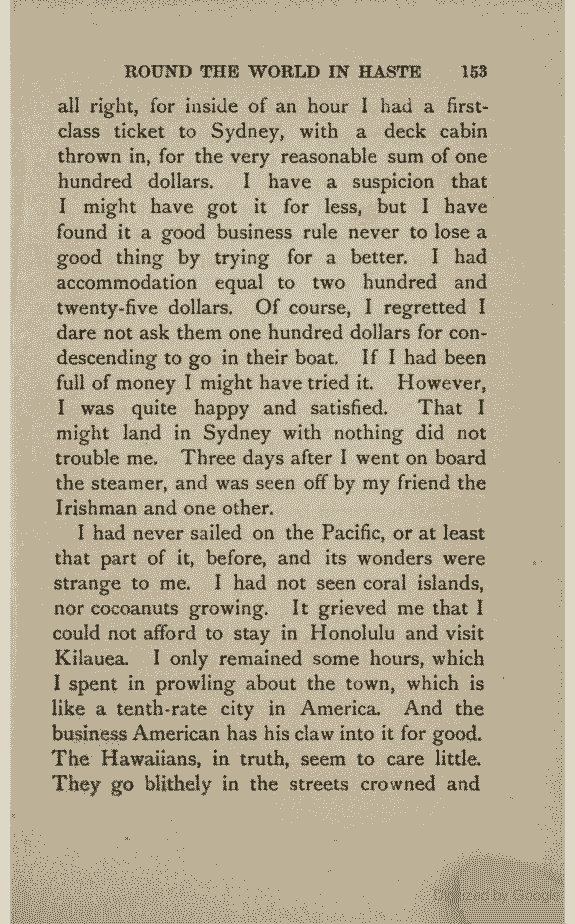 ROUND THE WORLD IN HASTE 153
all right, for inside of an hour I had a first-
class ticket to Sydney, with a deck cabin
thrown in, for the very reasonable sum of one
hundred dollars. I have a suspicion that
I might have got it for less, but I have
found it a good business rule never to lose a
good thing by trying for a better. I had
accommodation equal to two hundred and
twenty-five dollars. Of course, I regretted I
dare not ask them one hundred dollars for con-
descending to go in their boat. If I had been
full of money I might have tried it. However,
I was quite happy and satisfied. That I
might land in Sydney with nothing did not
trouble me. Three days after I went on board
the steamer, and was seen off by my friend the
Irishman and one other.
I had never sailed on the Pacific, or at least
that part of it, before, and its wonders were
strange to me. I had not seen coral islands,
nor cocoanuts growing. It grieved me that I
could not afford to stay in Honolulu and visit
Kilauea. I only remained some hours, which
I spent in prowling about the town, which is
like a tenth-rate city in America. And the
business American has his claw into it for good.
The Hawaiians, in truth, seem to care little.
They go blithely in the streets crowned and
Digitized by Google